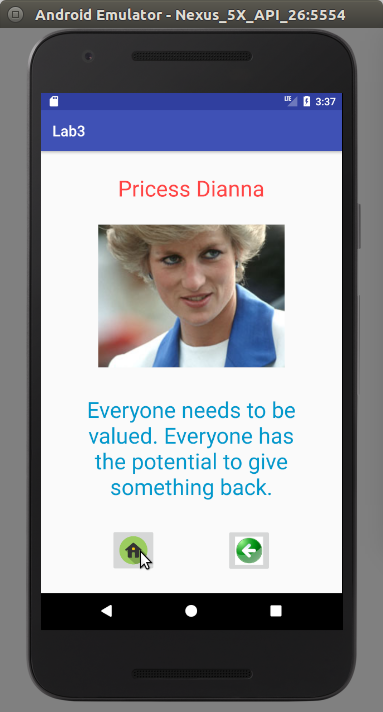 Android Emulator - Nexus_5X_API_26:5554
LTE 3:37
Lab3
Pricess Dianna
Everyone needs to be
valued. Everyone has
the potential to give
something back.